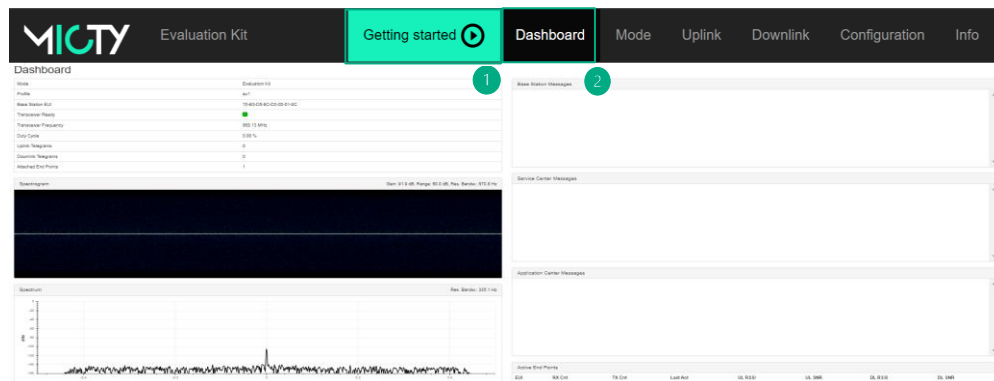 MIOTY
Evaluation Kit
Getting started
Dashboard
Mode
Uplink
Downlink
Configuration
Info
1
2
Dashboard
Mode Evaluation Kit
Profile eu1
Base Station EUI
Transceiver Ready
Transceiver Frequency
Duty Cycle 0.00 %
Uplink Telegrams 0
Downlink Telegrams 0
Attached End Points 1
Spectrogram
Spectrum
Base Station Messages
Service Center Messages
Application Center Messages
Active End Points
EUI RX Cnt TX Cnt Last Act UL RSSI UL SNR DL RSSI DL SNR